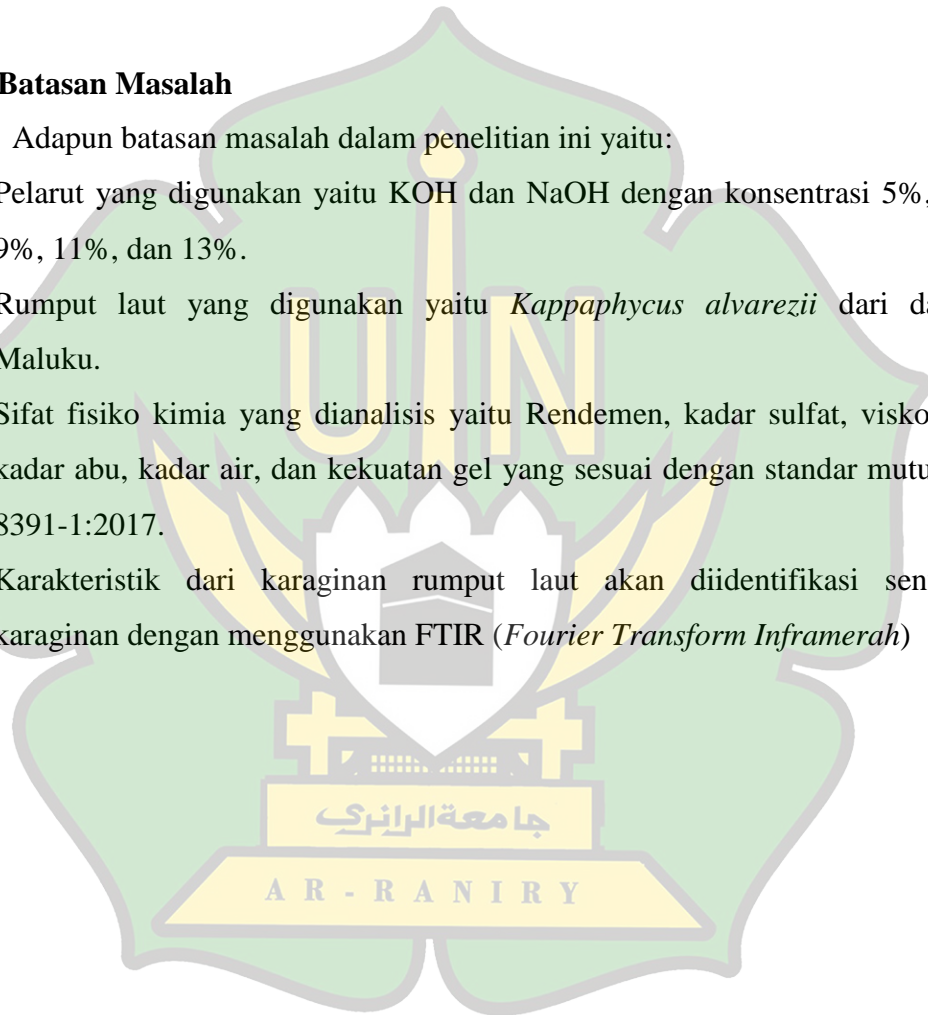 Batasan Masalah
Adapun batasan masalah dalam penelitian ini yaitu:
Pelarut yang digunakan yaitu KOH dan NaOH dengan konsentrasi 5%,
9%, 11%, dan 13%.
Rumput laut yang digunakan yaitu Kappaphycus alvarezii dari
Maluku.
Sifat fisiko kimia yang dianalisis yaitu Rendemen, kadar sulfat,
kadar abu, kadar air, dan kekuatan gel yang sesuai dengan standar mutu
8391-1:2017.
Karakteristik dari karaginan rumput laut akan diidentifikasi
karaginan dengan menggunakan FTIR (Fourier Transform Inframerah)
UIN
جامعة الرانري
AR-RANIRY